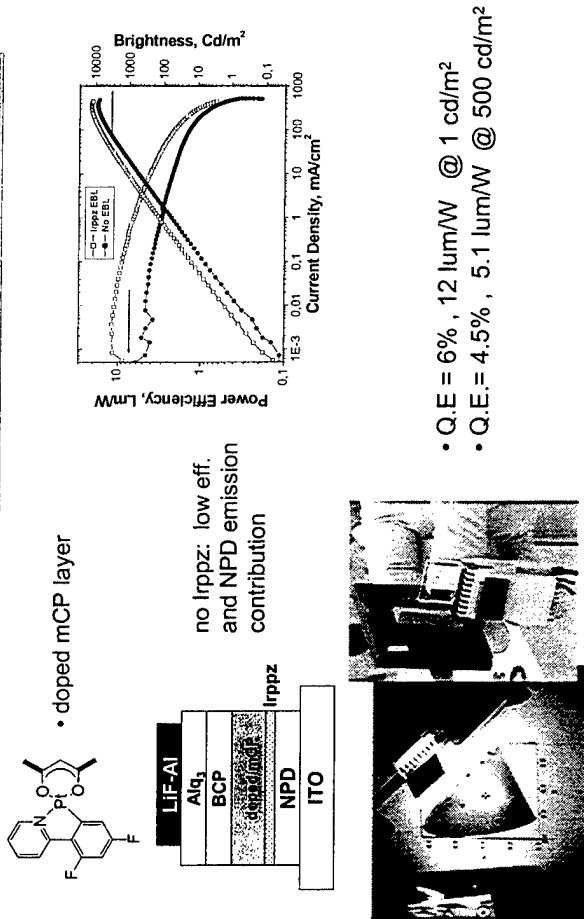 • doped mCP layer
N
Pt
O
O
F
F
LiF-Al
Alq₃
BCP
doped/mCP
Irppz
NPD
ITO
no Irppz: low eff.
and NPD emission
contribution
Brightness, Cd/m²
10000
1000
100
10
1
0,1
Irppz EBL
No EBL
Power Efficiency, Lm/W
10
1
0,1
1E-3 0,01 0,1 1 10 100 1000
Current Density, mA/cm²
• Q.E = 6% , 12 lum/W @ 1 cd/m²
• Q.E.= 4.5% , 5.1 lum/W @ 500 cd/m²